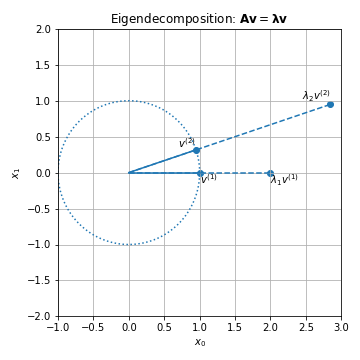 Eigendecomposition: 𝐀𝐯 = 𝛌𝐯
2.0
1.5
1.0
0.5
0.0
−0.5
−1.0
−1.5
−2.0
x₁
λ₂v⁽²⁾
v⁽²⁾
v⁽¹⁾
λ₁v⁽¹⁾
−1.0 −0.5 0.0 0.5 1.0 1.5 2.0 2.5 3.0
x₀